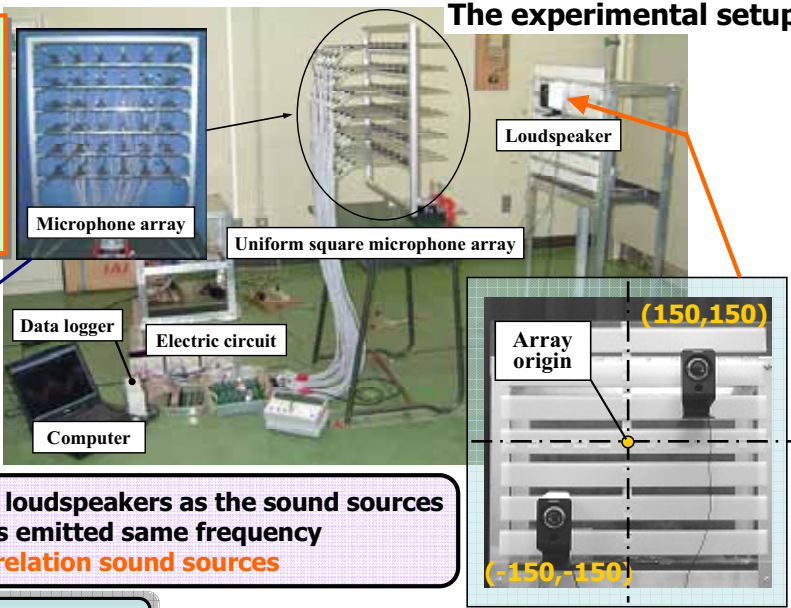 The experimental setup
Loudspeaker
Microphone array
Uniform square microphone array
(150,150)
Array
origin
Data logger
Electric circuit
Computer
(-150,-150)
loudspeakers as the sound sources
emitted same frequency
relation sound sources